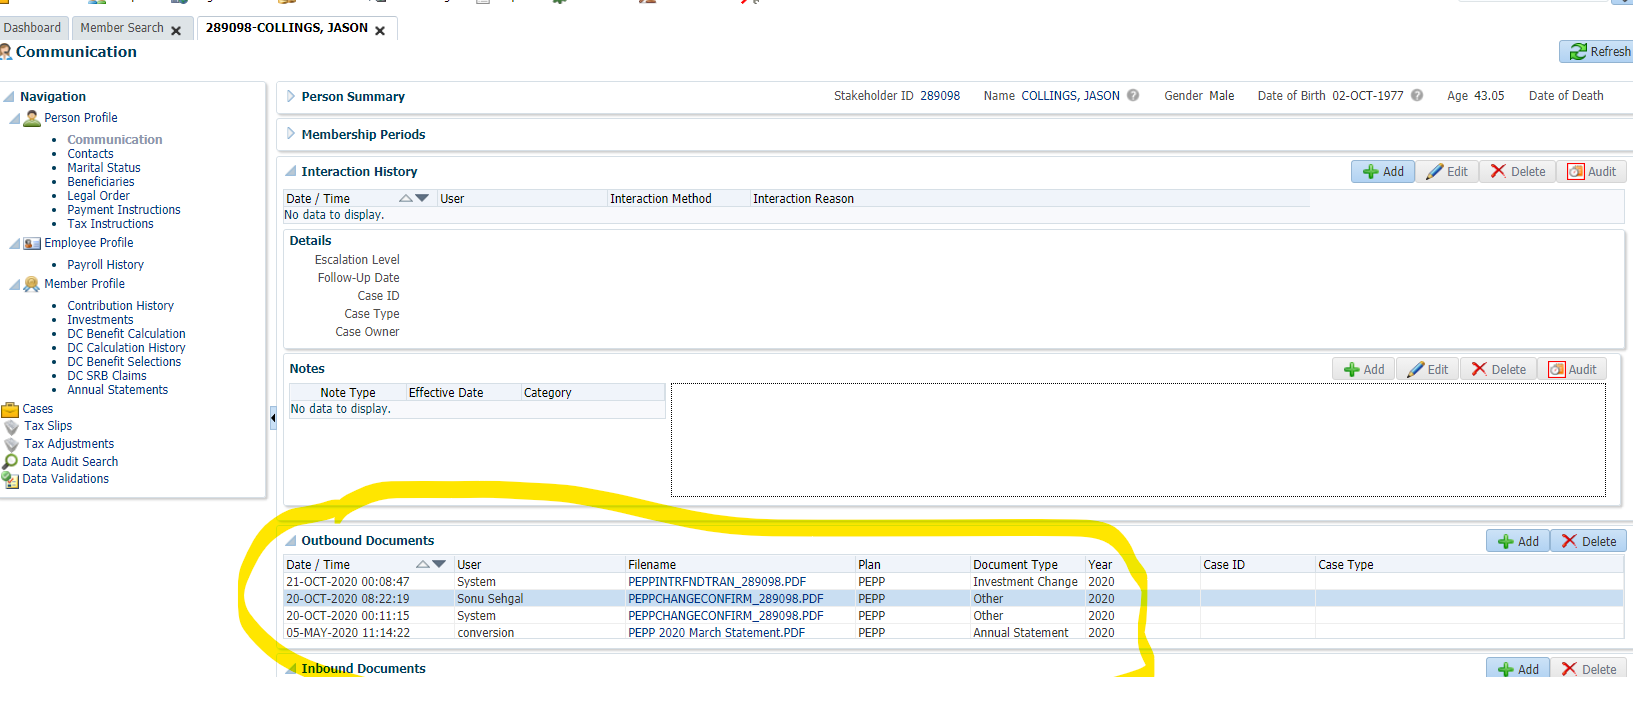 Dashboard Member Search 289098-COLLINGS, JASON
Communication
Refresh
Navigation
Person Profile
Communication
Contacts
Marital Status
Beneficiaries
Legal Order
Payment Instructions
Tax Instructions
Employee Profile
Payroll History
Member Profile
Contribution History
Investments
DC Benefit Calculation
DC Calculation History
DC Benefit Selections
DC SRB Claims
Annual Statements
Cases
Tax Slips
Tax Adjustments
Data Audit Search
Data Validations
Person Summary Stakeholder ID 289098 Name COLLINGS, JASON Gender Male Date of Birth 02-OCT-1977 Age 43.05 Date of Death
Membership Periods
Interaction History Add Edit Delete Audit
Date / Time User Interaction Method Interaction Reason
No data to display.
Details
Escalation Level
Follow-Up Date
Case ID
Case Type
Case Owner
Notes Add Edit Delete Audit
Note Type Effective Date Category
No data to display.
Outbound Documents Add Delete
Date / Time User Filename Plan Document Type Year Case ID Case Type
21-OCT-2020 00:08:47 System PEPPINTRFNDTRAN_289098.PDF PEPP Investment Change 2020
20-OCT-2020 08:22:19 Sonu Sehgal PEPPCHANGECONFIRM_289098.PDF PEPP Other 2020
20-OCT-2020 00:11:15 System PEPPCHANGECONFIRM_289098.PDF PEPP Other 2020
05-MAY-2020 11:14:22 conversion PEPP 2020 March Statement.PDF PEPP Annual Statement 2020
Inbound Documents Add Delete